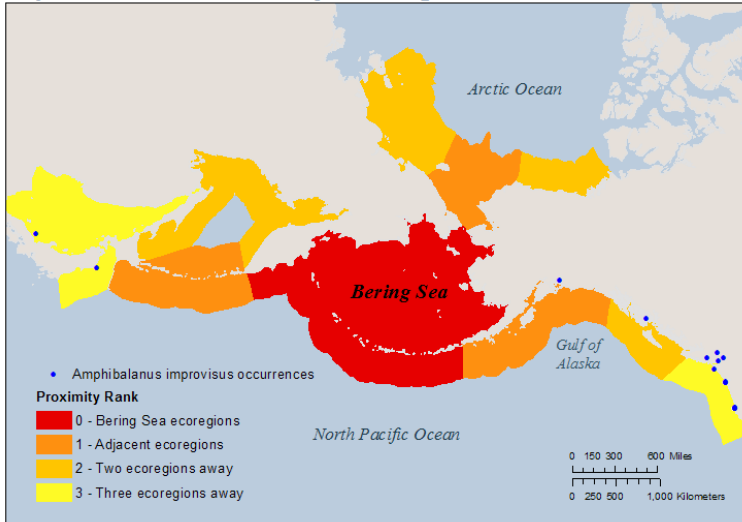 Arctic Ocean
Bering Sea
Gulf of
Alaska
North Pacific Ocean
Amphibalanus improvisus occurrences
Proximity Rank
0 - Bering Sea ecoregions
1 - Adjacent ecoregions
2 - Two ecoregions away
3 - Three ecoregions away
0 150 300 600 Miles
0 250 500 1,000 Kilometers